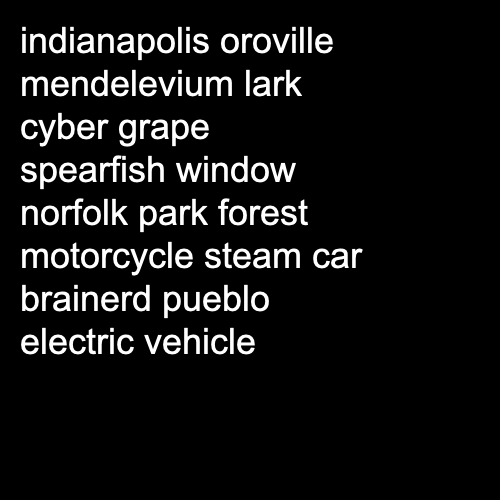 indianapolis oroville
mendelevium lark
cyber grape
spearfish window
norfolk park forest
motorcycle steam car
brainerd pueblo
electric vehicle